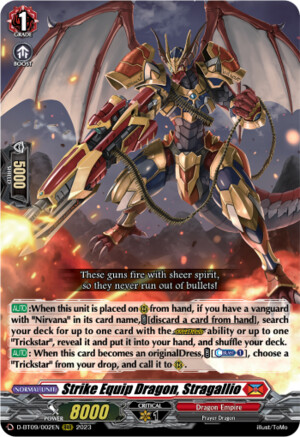 1
GRADE
BOOST
5000
SHIELD
These guns fire with sheer spirit,
so they never run out of bullets!
AUTO:When this unit is placed on R from hand, if you have a vanguard
with "Nirvana" in its card name,[discard a card from hand], search
your deck for up to one card with the ability or up to one
"Trickstar", reveal it and put it into your hand, and shuffle your deck.
AUTO: When this card becomes an originalDress,[1], choose a
"Trickstar" from your drop, and call it to R.
NORMAL UNIT
Strike Equip Dragon, Stragallio
POWER 8000
CRITICAL
1
Dragon Empire
Prayer Dragon
D-BT09/002EN RRR 2023
illust/ToMo